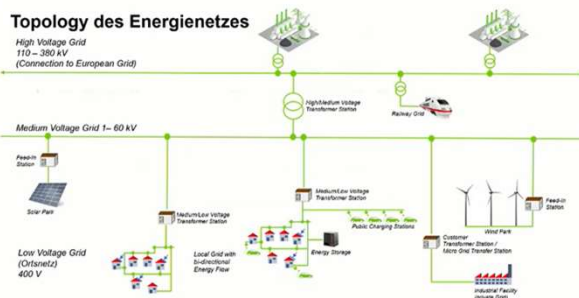 Topology des Energienetzes
High Voltage Grid
110 – 380 kV
(Connection to European Grid)
High/Medium Voltage
Transformer Station
Railway Grid
Medium Voltage Grid 1– 60 kV
Feed-In
Station
Solar Park
Medium/Low Voltage
Transformer Station
Medium/Low Voltage
Transformer Station
Public Charging Stations
Feed-In
Station
Wind Park
Customer
Transformer Station /
Micro Grid Transfer Station
Low Voltage Grid
(Ortsnetz)
400 V
Local Grid with
bi-directional
Energy Flow
Energy Storage
Industrial Facility
(private Grid)